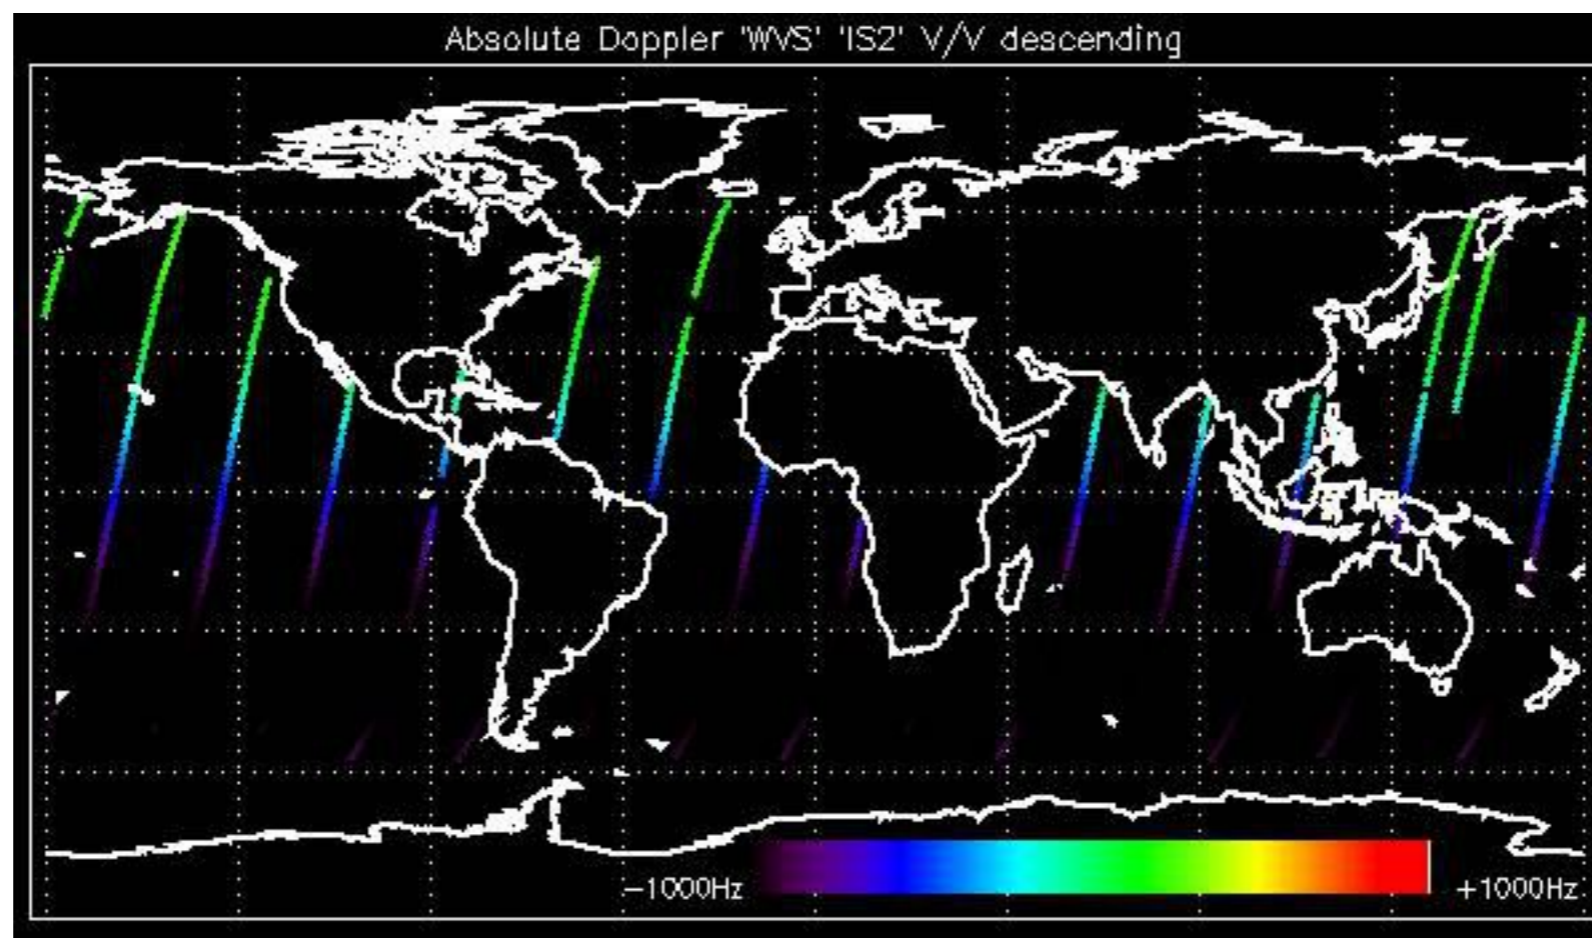 Absolute Doppler 'WVS' 'IS2' V/V descending
-1000Hz +1000Hz